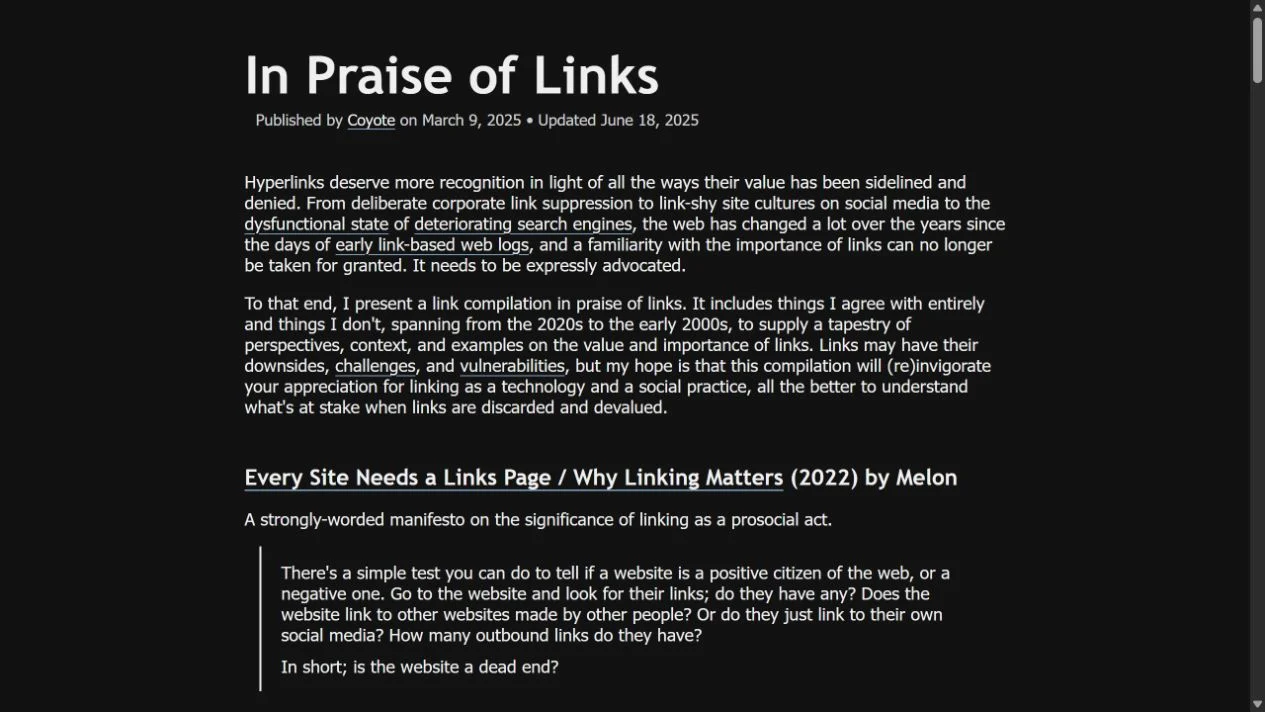 In Praise of Links
Published by Coyote on March 9, 2025 • Updated June 18, 2025
Hyperlinks deserve more recognition in light of all the ways their value has been sidelined and
denied. From deliberate corporate link suppression to link-shy site cultures on social media to the
dysfunctional state of deteriorating search engines, the web has changed a lot over the years since
the days of early link-based web logs, and a familiarity with the importance of links can no longer
be taken for granted. It needs to be expressly advocated.
To that end, I present a link compilation in praise of links. It includes things I agree with entirely
and things I don't, spanning from the 2020s to the early 2000s, to supply a tapestry of
perspectives, context, and examples on the value and importance of links. Links may have their
downsides, challenges, and vulnerabilities, but my hope is that this compilation will (re)invigorate
your appreciation for linking as a technology and a social practice, all the better to understand
what's at stake when links are discarded and devalued.
Every Site Needs a Links Page / Why Linking Matters (2022) by Melon
A strongly-worded manifesto on the significance of linking as a prosocial act.
There's a simple test you can do to tell if a website is a positive citizen of the web, or a
negative one. Go to the website and look for their links; do they have any? Does the
website link to other websites made by other people? Or do they just link to their own
social media? How many outbound links do they have?
In short; is the website a dead end?